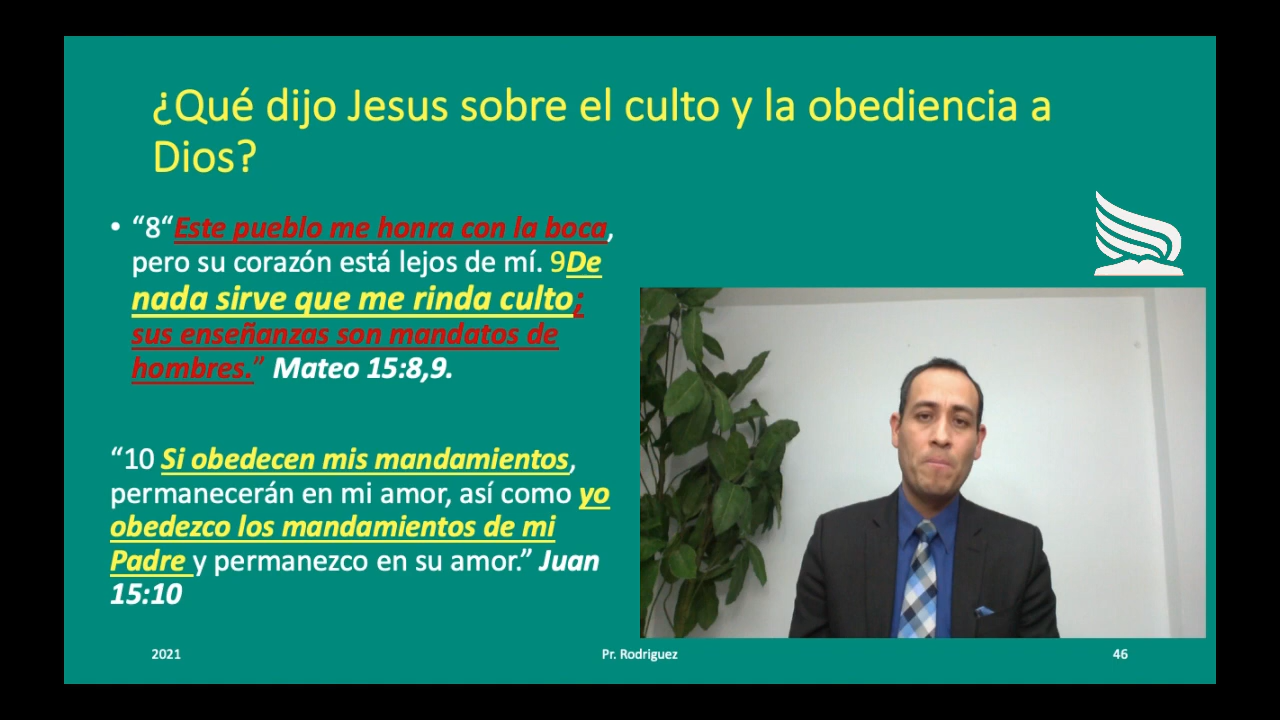 ¿Qué dijo Jesus sobre el culto y la obediencia a
Dios?
• “8“Este pueblo me honra con la boca,
pero su corazón está lejos de mí. 9De
nada sirve que me rinda culto;
sus enseñanzas son mandatos de
hombres.” Mateo 15:8,9.
“10 Si obedecen mis mandamientos,
permanecerán en mi amor, así como yo
obedezco los mandamientos de mi
Padre y permanezco en su amor.” Juan
15:10
2021
Pr. Rodriguez
46